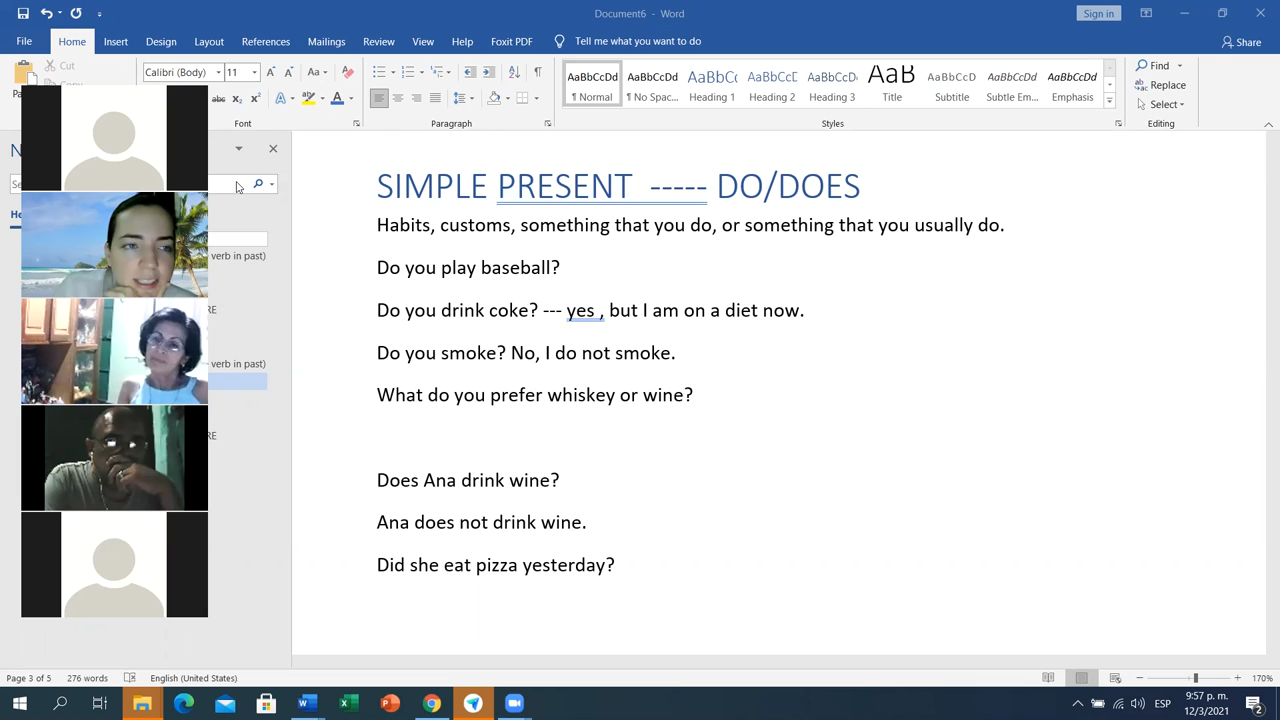 Document6 - Word
Sign in
File Home Insert Design Layout References Mailings Review View Help Foxit PDF Tell me what you want to do Share
Cut
Copy
Calibri (Body) 11
AaBbCcDd AaBbCcDd AaBbCc AaBbCcD AaBbCcDd AaB AaBbCcDd AaBbCcDd AaBbCcDd
¶ Normal ¶ No Spac... Heading 1 Heading 2 Heading 3 Title Subtitle Subtle Em... Emphasis
Find
Replace
Select
Font Paragraph Styles Editing
verb in past)
RE
verb in past)
RE
SIMPLE PRESENT ----- DO/DOES
Habits, customs, something that you do, or something that you usually do.
Do you play baseball?
Do you drink coke? --- yes , but I am on a diet now.
Do you smoke? No, I do not smoke.
What do you prefer whiskey or wine?
Does Ana drink wine?
Ana does not drink wine.
Did she eat pizza yesterday?
Page 3 of 5 276 words English (United States) 170%
ESP
9:57 p. m.
12/3/2021
2